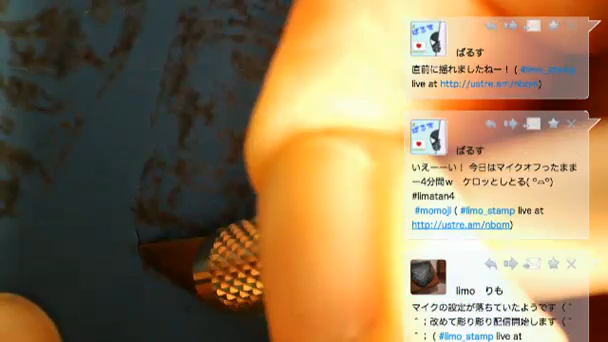 ぱるす
直前に揺れましたねー！ ( #limo_stamp
live at http://ustre.am/nbqm)
ぱるす
いえーーい！ 今日はマイクオフったまま
ー4分間w　ケロッとしとる( ºωº)
#limatan4
#momoji ( #limo_stamp live at
http://ustre.am/nbqm)
limo　りも
マイクの設定が落ちていたようです（＾
＾；改めて彫り彫り配信開始します（＾
＾； ( #limo_stamp live at